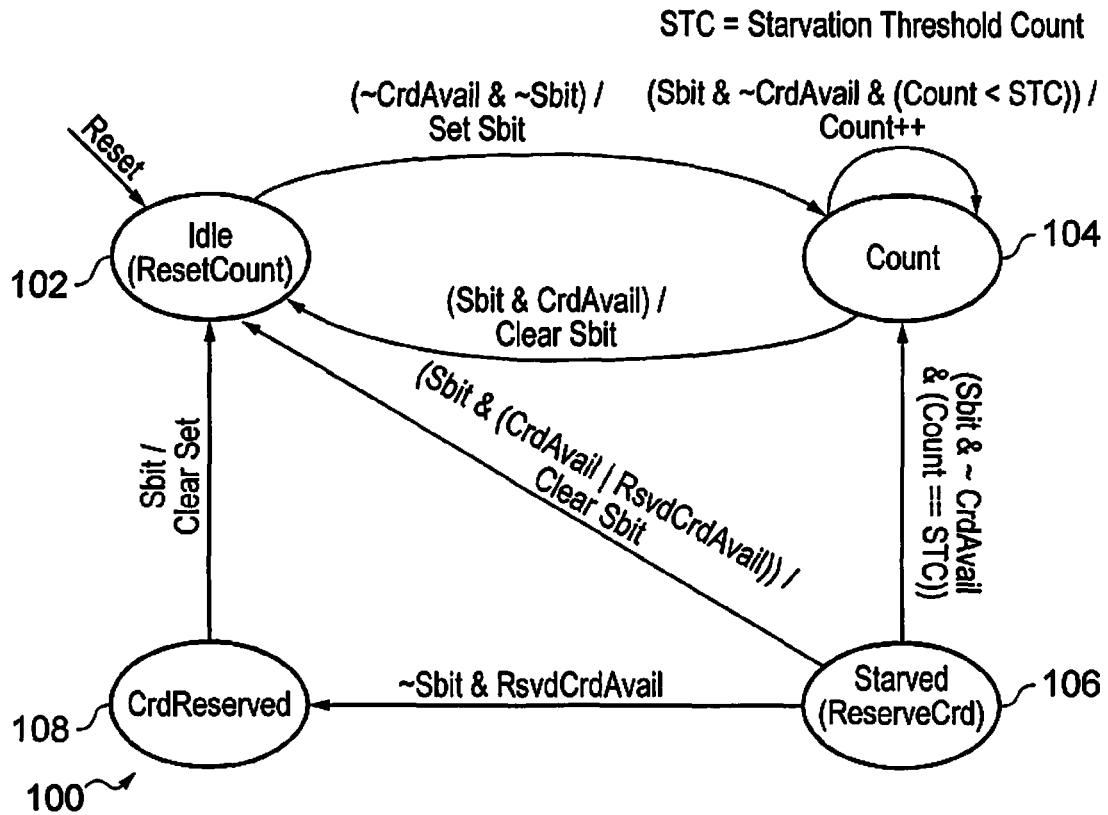 STC = Starvation Threshold Count
(~CrdAvail & ~Sbit) /
Set Sbit
(Sbit & ~CrdAvail & (Count < STC)) /
Count++
Reset
Idle
(ResetCount)
102
Count
104
(Sbit & CrdAvail) /
Clear Sbit
(Sbit & (CrdAvail | RsvdCrdAvail)) /
Clear Sbit
Sbit /
Clear Set
(Sbit & ~ CrdAvail
& (Count == STC))
CrdReserved
108
~Sbit & RsvdCrdAvail
Starved
(ReserveCrd)
106
100